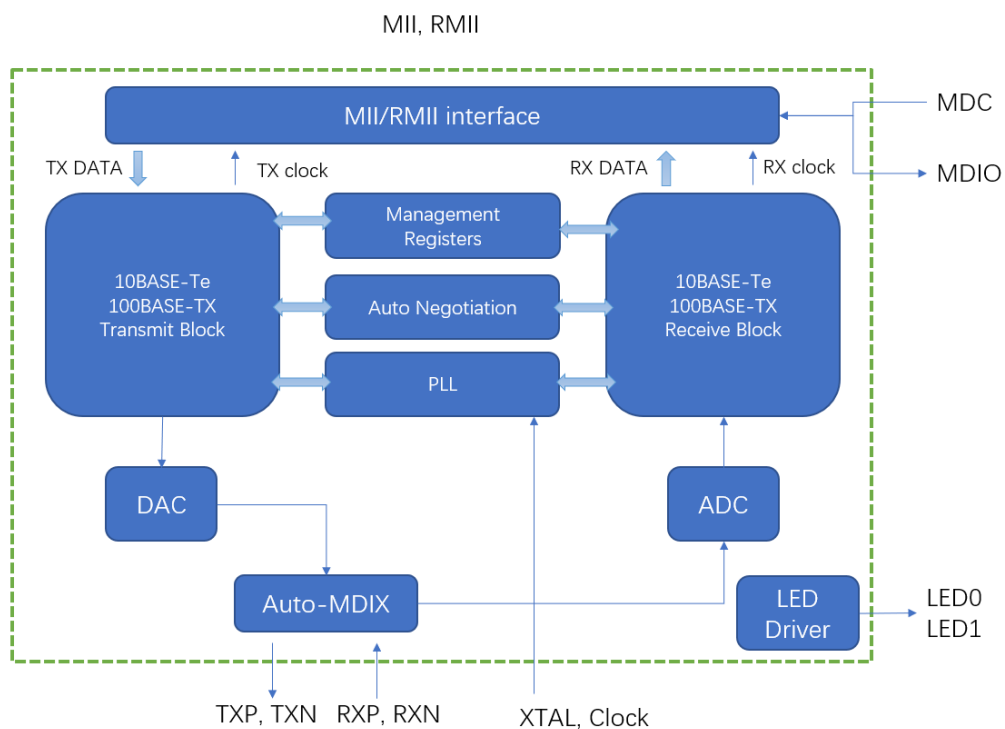 MII, RMII
MII/RMII interface
MDC
MDIO
TX DATA
TX clock
RX DATA
RX clock
Management
Registers
10BASE-Te
100BASE-TX
Transmit Block
Auto Negotiation
10BASE-Te
100BASE-TX
Receive Block
PLL
DAC
ADC
Auto-MDIX
LED
Driver
LED0
LED1
TXP, TXN
RXP, RXN
XTAL, Clock